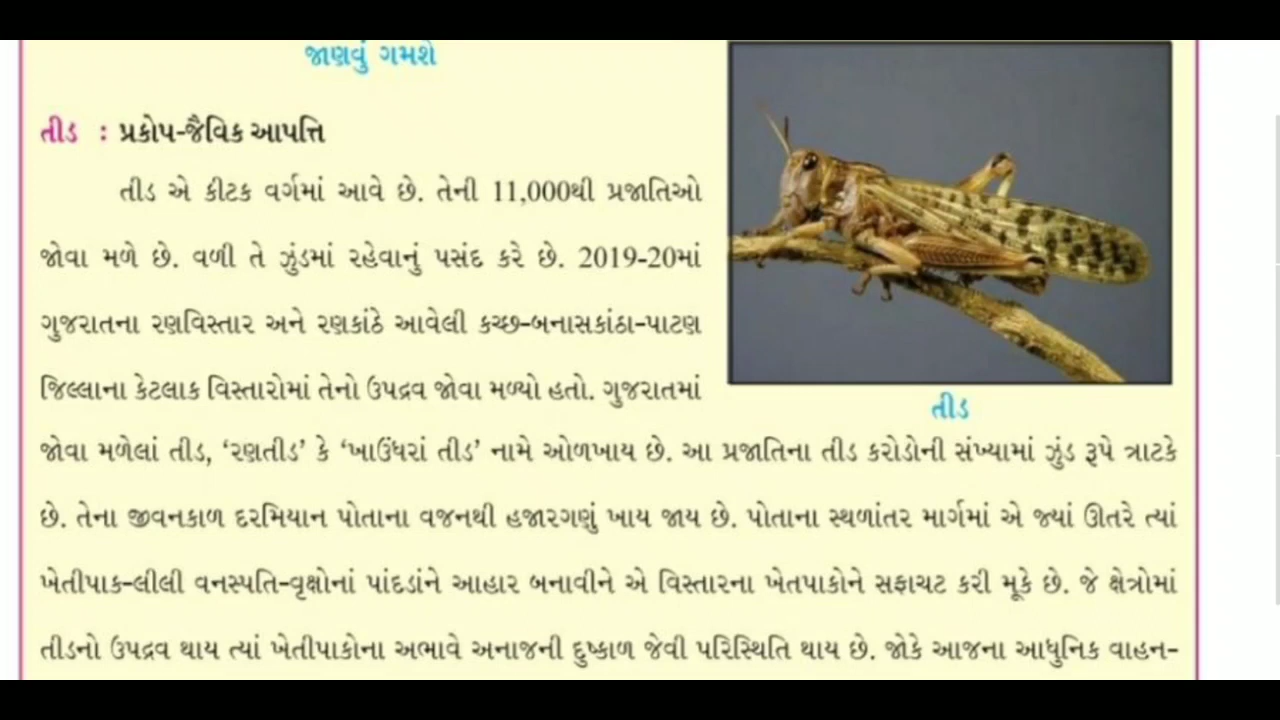 જાણવું ગમશે
તીડ : પ્રકોપ-જૈવિક આપત્તિ
તીડ એ કીટક વર્ગમાં આવે છે. તેની 11,000થી પ્રજાતિઓ
જોવા મળે છે. વળી તે ઝુંડમાં રહેવાનું પસંદ કરે છે. 2019-20માં
ગુજરાતના રણવિસ્તાર અને રણકાંઠે આવેલી કચ્છ-બનાસકાંઠા-પાટણ
જિલ્લાના કેટલાક વિસ્તારોમાં તેનો ઉપદ્રવ જોવા મળ્યો હતો. ગુજરાતમાં
તીડ
જોવા મળેલાં તીડ, ‘રણતીડ’ કે ‘ખાઉધરાં તીડ’ નામે ઓળખાય છે. આ પ્રજાતિના તીડ કરોડોની સંખ્યામાં ઝુંડ રૂપે ત્રાટકે
છે. તેના જીવનકાળ દરમિયાન પોતાના વજનથી હજારગણું ખાય જાય છે. પોતાના સ્થળાંતર માર્ગમાં એ જ્યાં ઊતરે ત્યાં
ખેતીપાક-લીલી વનસ્પતિ-વૃક્ષોનાં પાંદડાંને આહાર બનાવીને એ વિસ્તારના ખેતપાકોને સફાચટ કરી મૂકે છે. જે ક્ષેત્રોમાં
તીડનો ઉપદ્રવ થાય ત્યાં ખેતીપાકોના અભાવે અનાજની દુષ્કાળ જેવી પરિસ્થિતિ થાય છે. જોકે આજના આધુનિક વાહન-